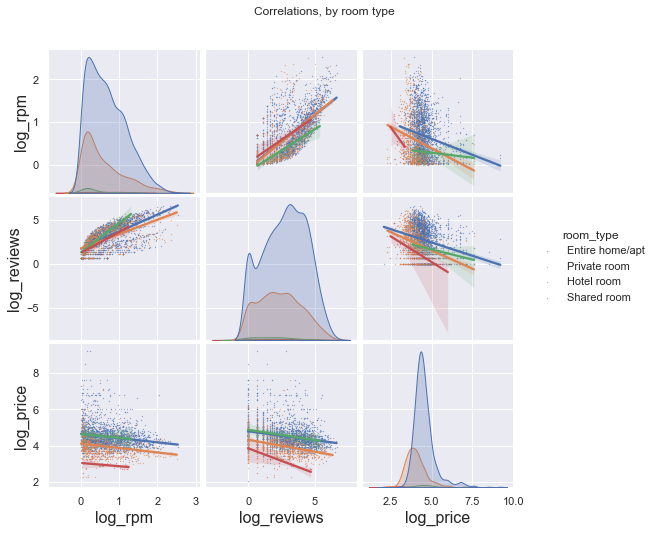 Correlations, by room type
log_rpm
2
1
0
log_reviews
5
0
−5
log_price
8
6
4
2
0 1 2 3
log_rpm
0 5
log_reviews
2.5 5.0 7.5 10.0
log_price
room_type
Entire home/apt
Private room
Hotel room
Shared room